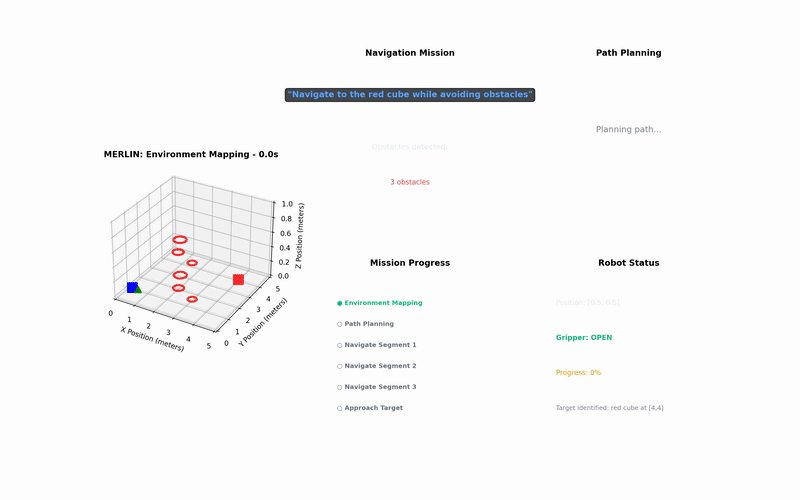 Navigation Mission
Path Planning
"Navigate to the red cube while avoiding obstacles"
Planning path...
Obstacles detected:
3 obstacles
MERLIN: Environment Mapping - 0.0s
1.0
0.8
0.6
0.4
0.2
0.0
Z Position (meters)
0
1
2
3
4
5
X Position (meters)
0
1
2
3
4
5
Y Position (meters)
Mission Progress
Environment Mapping
Path Planning
Navigate Segment 1
Navigate Segment 2
Navigate Segment 3
Approach Target
Robot Status
Position: [0.5, 0.5]
Gripper: OPEN
Progress: 0%
Target identified: red cube at [4,4]